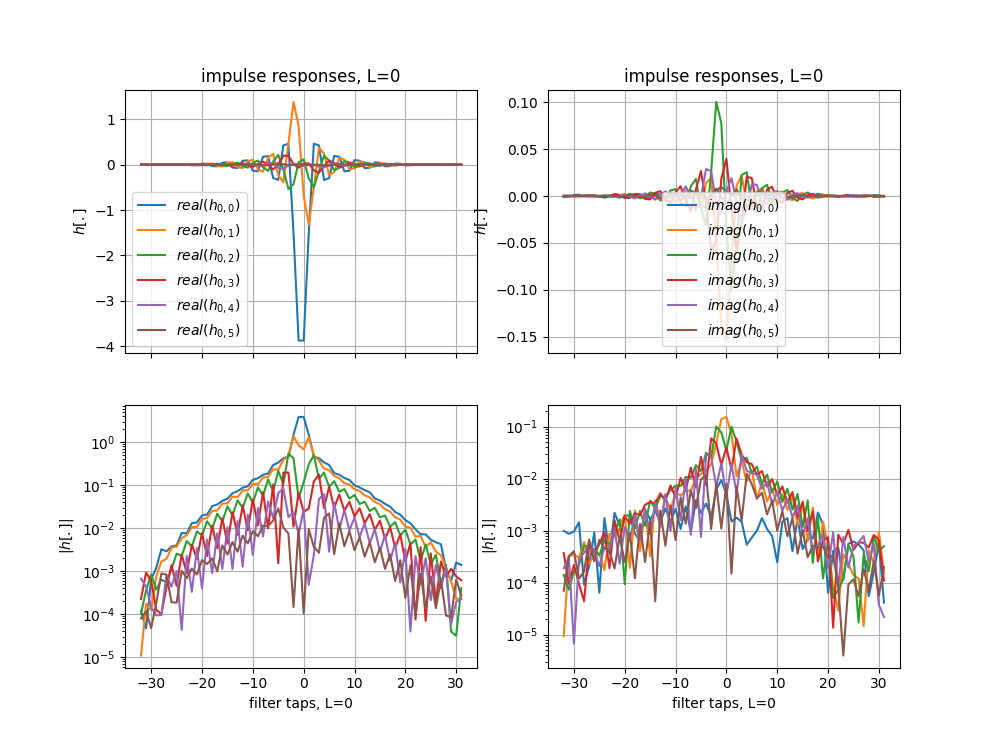 impulse responses, L=0
impulse responses, L=0
h[.]
1
0
−1
−2
−3
−4
real(h0,0)
real(h0,1)
real(h0,2)
real(h0,3)
real(h0,4)
real(h0,5)
h[.]
0.10
0.05
0.00
−0.05
−0.10
−0.15
imag(h0,0)
imag(h0,1)
imag(h0,2)
imag(h0,3)
imag(h0,4)
imag(h0,5)
|h[.]|
10^0
10^−1
10^−2
10^−3
10^−4
10^−5
−30 −20 −10 0 10 20 30
filter taps, L=0
|h[.]|
10^−1
10^−2
10^−3
10^−4
10^−5
−30 −20 −10 0 10 20 30
filter taps, L=0